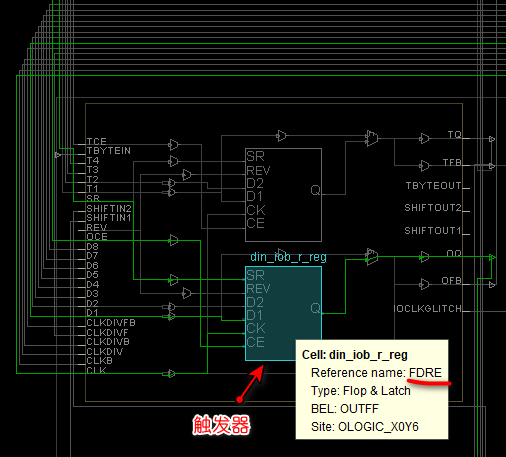 TCE
TBYTEIN
T4
T3
T2
T1
SR
SHIFTIN2
SHIFTIN1
REV
OCE
D8
D7
D6
D5
D4
D3
D2
D1
CLKDIVFB
CLKDIVF
CLKDIVB
CLKDIV
CLKB
CLK
SR
REV
D2
D1
CK
CE
Q
din_iob_r_reg
SR
REV
D2
D1
CK
CE
Q
TQ
TFB
TBYTEOUT
SHIFTOUT2
SHIFTOUT1
OQ
OFB
IOCLKGLITCH
Cell: din_iob_r_reg
Reference name: FDRE
Type: Flop & Latch
BEL: OUTFF
Site: OLOGIC_X0Y6
触发器